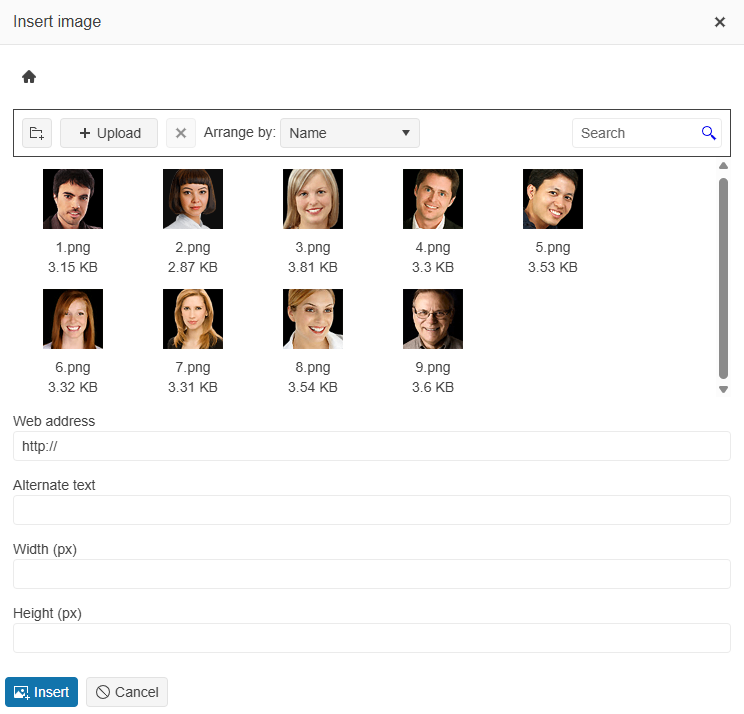 Insert image
Upload Arrange by: Name Search
1.png 2.png 3.png 4.png 5.png
3.15 KB 2.87 KB 3.81 KB 3.3 KB 3.53 KB
6.png 7.png 8.png 9.png
3.32 KB 3.31 KB 3.54 KB 3.6 KB
Web address
http://
Alternate text
Width (px)
Height (px)
Insert Cancel